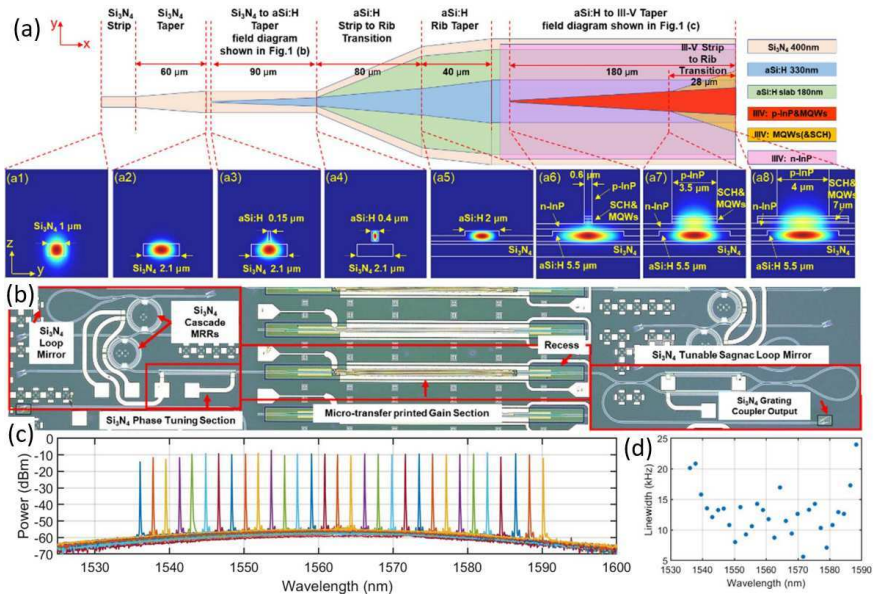 (a)
y
x
Si₃N₄
Strip
Si₃N₄
Taper
Si₃N₄ to aSi:H
Taper
field diagram
shown in Fig.1 (b)
aSi:H
Strip to Rib
Transition
aSi:H
Rib Taper
aSi:H to III-V Taper
field diagram shown in Fig.1 (c)
III-V Strip
to Rib
Transition
60 μm
90 μm
80 μm
40 μm
180 μm
28 μm
Si₃N₄ 400nm
aSi:H 330nm
aSi:H slab 180nm
IIIV: p-InP&MQWs
IIIV: MQWs(&SCH)
IIIV: n-InP
(a1)
Si₃N₄ 1 μm
z
y
(a2)
Si₃N₄ 2.1 μm
(a3)
aSi:H 0.15 μm
Si₃N₄ 2.1 μm
(a4)
aSi:H 0.4 μm
Si₃N₄ 2.1 μm
(a5)
aSi:H 2 μm
Si₃N₄
(a6)
0.6 μm
p-InP
n-InP
SCH&
MQWs
Si₃N₄
aSi:H 5.5 μm
(a7)
p-InP
3.5 μm
n-InP
SCH&
MQWs
Si₃N₄
aSi:H 5.5 μm
(a8)
p-InP
4 μm
SCH&
MQWs
7μm
n-InP
Si₃N₄
aSi:H 5.5 μm
(b)
Si₃N₄
Loop
Mirror
Si₃N₄
Cascade
MRRs
Si₃N₄ Phase Tuning Section
Recess
Micro-transfer printed Gain Section
Si₃N₄ Tunable Sagnac Loop Mirror
Si₃N₄ Grating
Coupler Output
(c)
Power (dBm)
0
-10
-20
-30
-40
-50
-60
-70
1530
1540
1550
1560
1570
1580
1590
1600
Wavelength (nm)
(d)
Linewidth (kHz)
25
20
15
10
5
1530
1540
1550
1560
1570
1580
1590
Wavelength (nm)